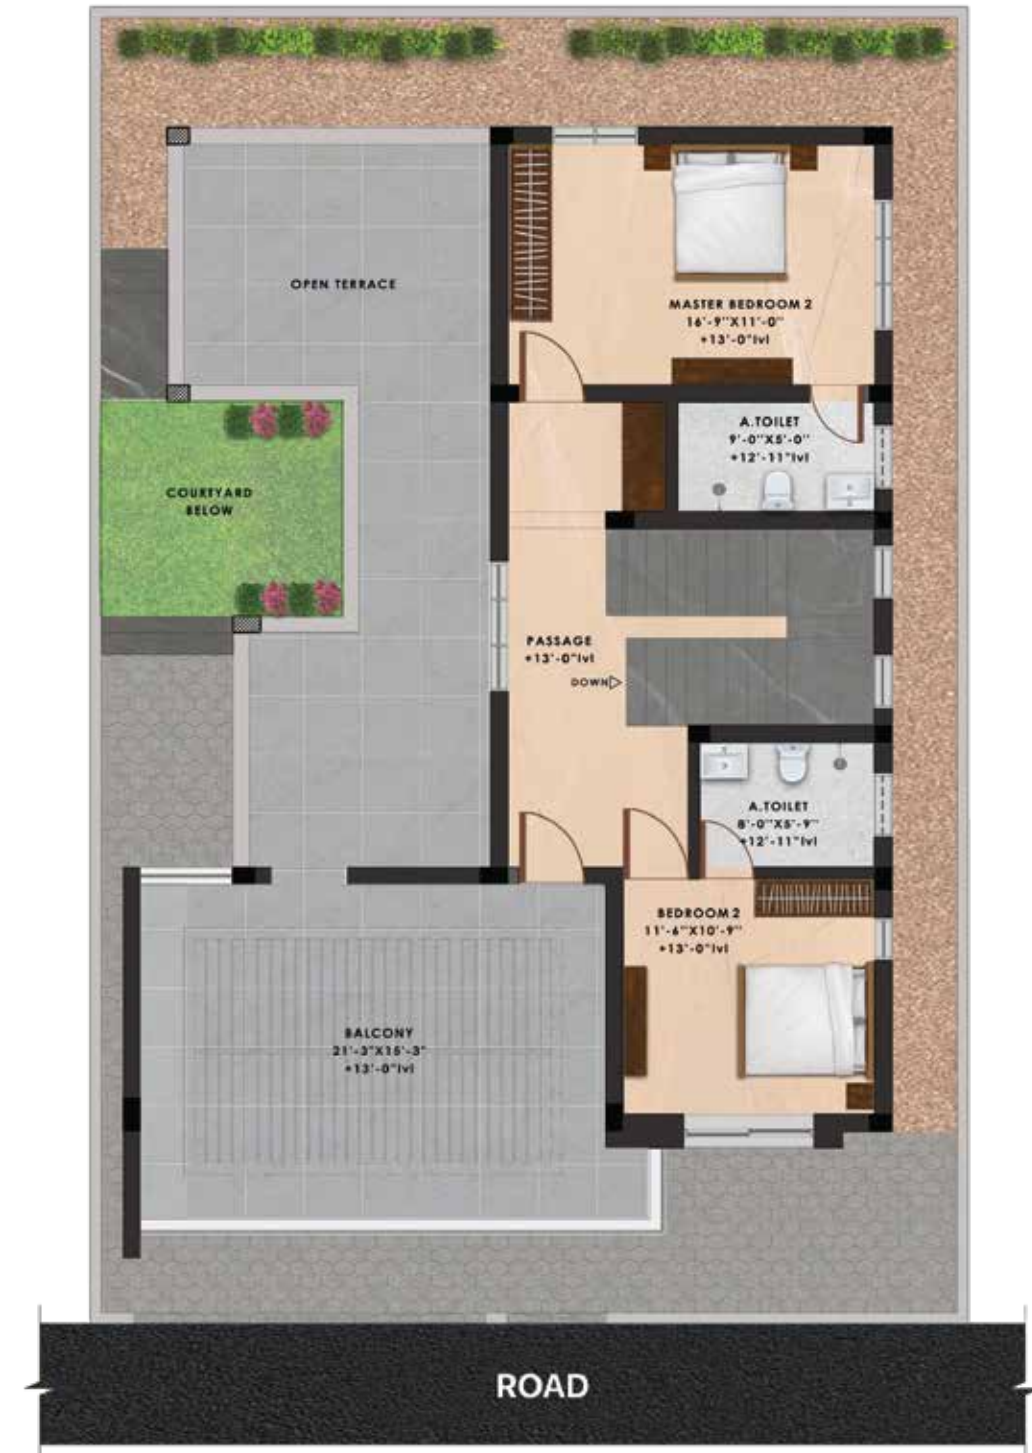 OPEN TERRACE
MASTER BEDROOM 2
16'-9"X11'-0"
+13'-0"lvl
A.TOILET
9'-0"X5'-0"
+12'-11"lvl
COURTYARD
BELOW
PASSAGE
+13'-0"lvl
DOWN
A.TOILET
8'-0"X5'-9"
+12'-11"lvl
BEDROOM 2
11'-6"X10'-9"
+13'-0"lvl
BALCONY
21'-3"X15'-3"
+13'-0"lvl
ROAD